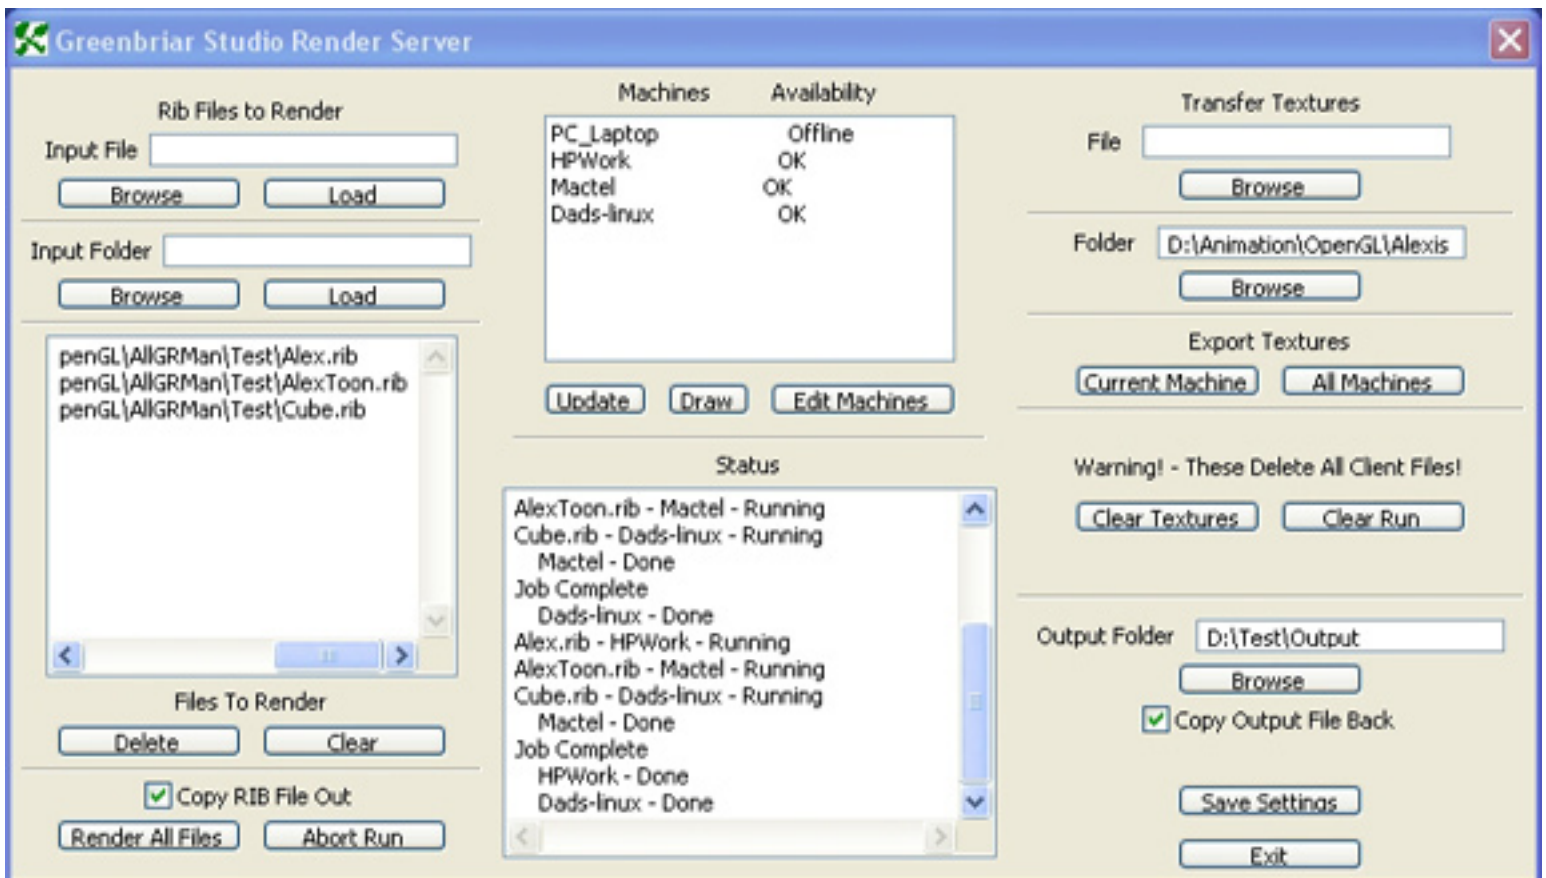 Greenbriar Studio Render Server
Rib Files to Render
Input File
Browse Load
Input Folder
Browse Load
penGL\AllGRMan\Test\Alex.rib
penGL\AllGRMan\Test\AlexToon.rib
penGL\AllGRMan\Test\Cube.rib
Files To Render
Delete Clear
Copy RIB File Out
Render All Files Abort Run
Machines Availability
PC_Laptop Offline
HPWork OK
Mactel OK
Dads-linux OK
Update Draw Edit Machines
Status
AlexToon.rib - Mactel - Running
Cube.rib - Dads-linux - Running
Mactel - Done
Job Complete
Dads-linux - Done
Alex.rib - HPWork - Running
AlexToon.rib - Mactel - Running
Cube.rib - Dads-linux - Running
Mactel - Done
Job Complete
HPWork - Done
Dads-linux - Done
Transfer Textures
File
Browse
Folder D:\Animation\OpenGL\Alexis
Browse
Export Textures
Current Machine All Machines
Warning! - These Delete All Client Files!
Clear Textures Clear Run
Output Folder D:\Test\Output
Browse
Copy Output File Back
Save Settings
Exit